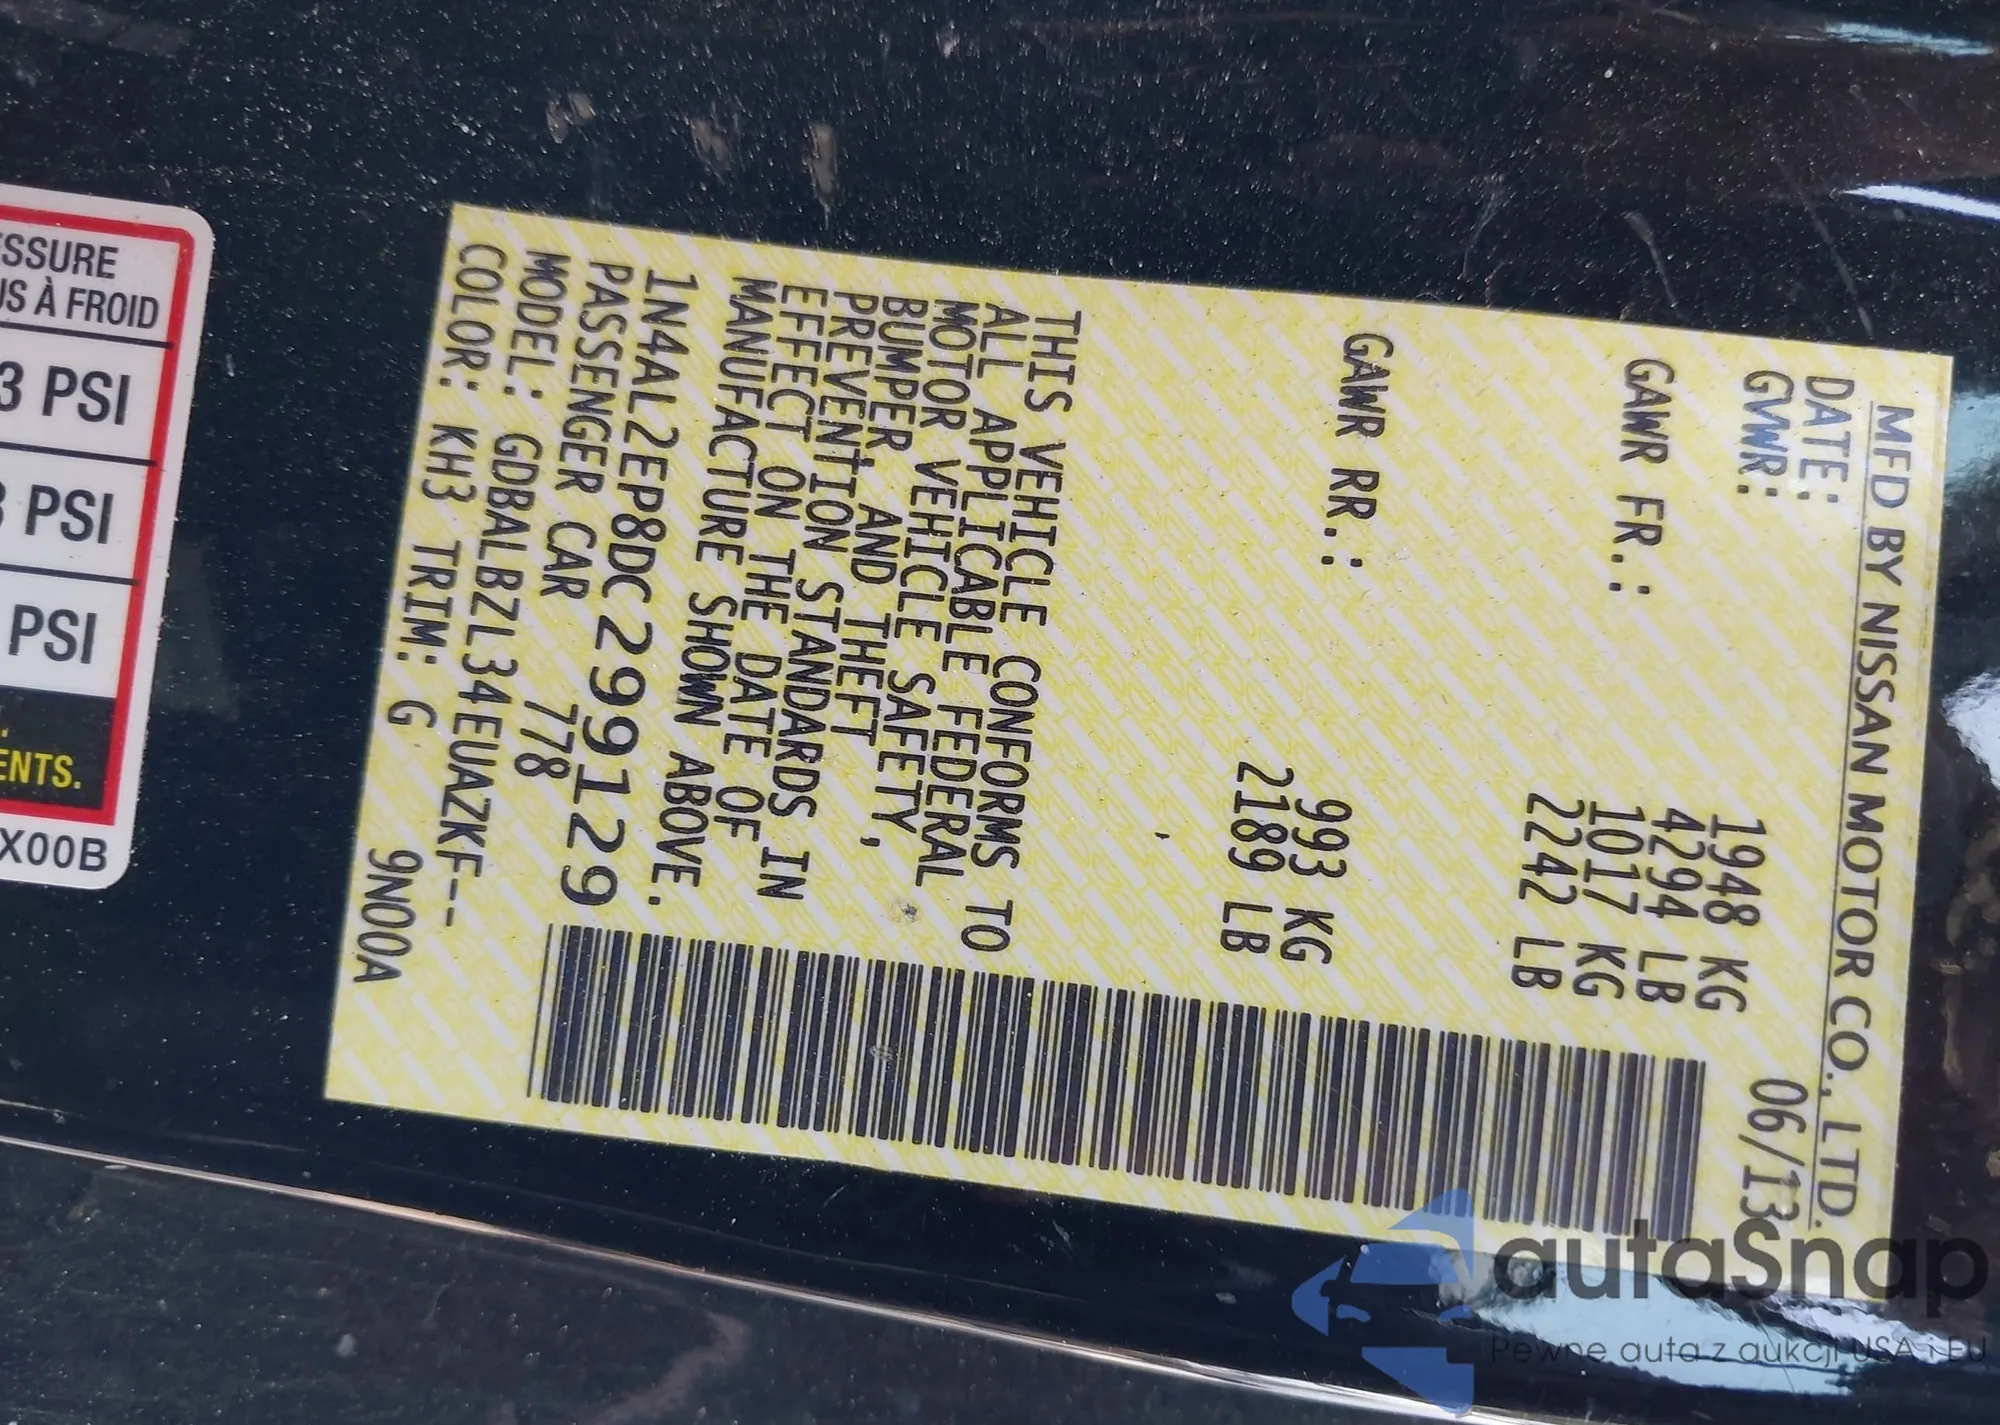 MFD BY NISSAN MOTOR CO., LTD.
DATE: 06/13
GVWR: 1948 KG
4294 LB
GAWR FR.: 1017 KG
2242 LB
GAWR RR.: 993 KG
2189 LB
THIS VEHICLE CONFORMS TO
ALL APPLICABLE FEDERAL
MOTOR VEHICLE SAFETY,
BUMPER, AND THEFT
PREVENTION STANDARDS IN
EFFECT ON THE DATE OF
MANUFACTURE SHOWN ABOVE.
1N4AL2EP8DC299129
PASSENGER CAR 778
MODEL: GDBALBZL34EUAZKF--
COLOR: KH3 TRIM: G 9N00A
ESSURE
US À FROID
3 PSI
3 PSI
PSI
ENTS.
X00B
autaSnap
Pewne auta z aukcji USA i EU